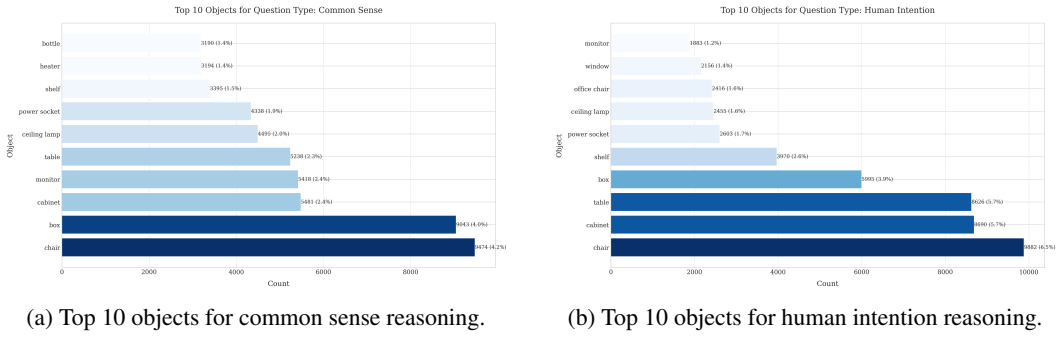 Top 10 Objects for Question Type: Common Sense
Object
bottle 3190 (1.4%)
heater 3194 (1.4%)
shelf 3395 (1.5%)
power socket 4338 (1.9%)
ceiling lamp 4495 (2.0%)
table 5238 (2.3%)
monitor 5418 (2.4%)
cabinet 5481 (2.4%)
box 9043 (4.0%)
chair 9474 (4.2%)
0 2000 4000 6000 8000
Count
(a) Top 10 objects for common sense reasoning.
Top 10 Objects for Question Type: Human Intention
Object
monitor 1883 (1.2%)
window 2156 (1.4%)
office chair 2416 (1.6%)
ceiling lamp 2455 (1.6%)
power socket 2603 (1.7%)
shelf 3970 (2.6%)
box 5995 (3.9%)
table 8626 (5.7%)
cabinet 8690 (5.7%)
chair 9882 (6.5%)
0 2000 4000 6000 8000 10000
Count
(b) Top 10 objects for human intention reasoning.